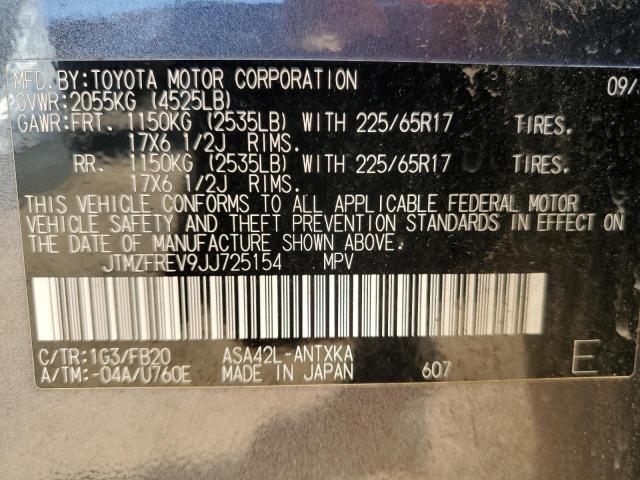 MFD.BY:TOYOTA MOTOR CORPORATION 09/
GVWR:2055KG (4525LB)
GAWR:FRT. 1150KG (2535LB) WITH 225/65R17 TIRES.
17X6 1/2J RIMS.
RR. 1150KG (2535LB) WITH 225/65R17 TIRES.
17X6 1/2J RIMS.
THIS VEHICLE CONFORMS TO ALL APPLICABLE FEDERAL MOTOR
VEHICLE SAFETY AND THEFT PREVENTION STANDARDS IN EFFECT ON
THE DATE OF MANUFACTURE SHOWN ABOVE.
JTMZFREV9JJ725154 MPV
C/TR:1G3/FB20 ASA42L-ANTXKA
A/TM:-04A/U760E MADE IN JAPAN 607 E